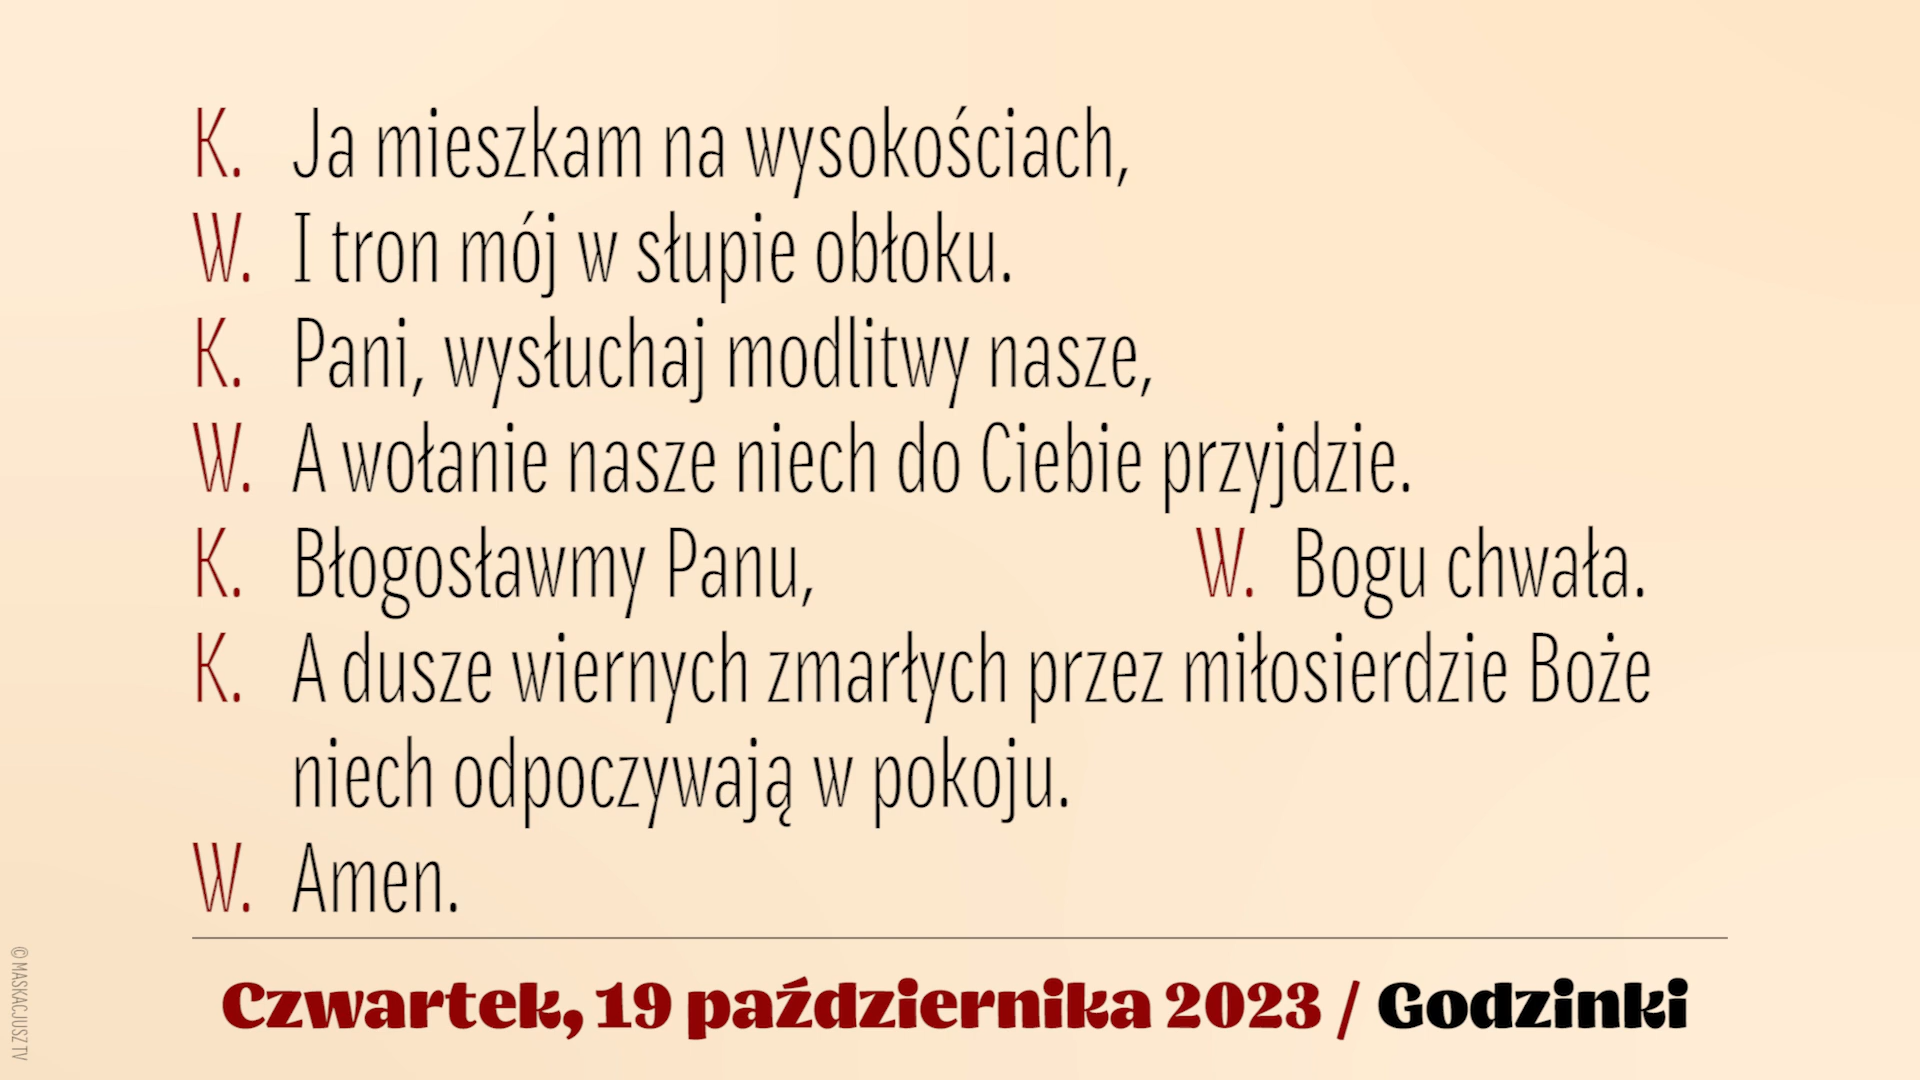 K. Ja mieszkam na wysokościach,
W. I tron mój w słupie obłoku.
K. Pani, wysłuchaj modlitwy nasze,
W. A wołanie nasze niech do Ciebie przyjdzie.
K. Błogosławmy Panu, W. Bogu chwała.
K. A dusze wiernych zmarłych przez miłosierdzie Boże
niech odpoczywają w pokoju.
W. Amen.
Czwartek, 19 października 2023 / Godzinki
© MASKACJUSZ TV